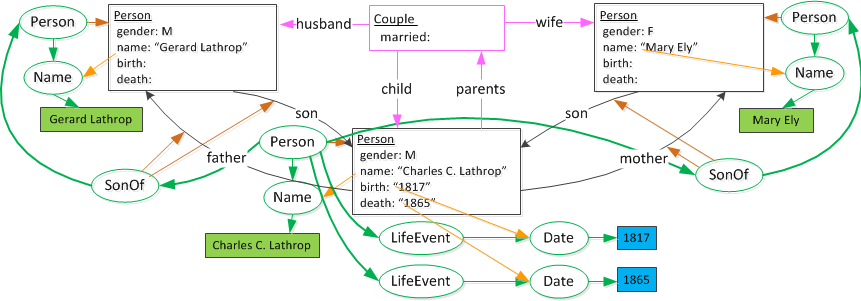 Person
Person
gender: M
name: “Gerard Lathrop”
birth:
death:
husband
Couple
married:
wife
Person
gender: F
name: “Mary Ely”
birth:
death:
Person
Name
Name
Gerard Lathrop
Mary Ely
child
parents
son
son
Person
Person
gender: M
name: “Charles C. Lathrop”
birth: “1817”
death: “1865”
father
mother
SonOf
SonOf
Name
Charles C. Lathrop
LifeEvent
Date
1817
LifeEvent
Date
1865